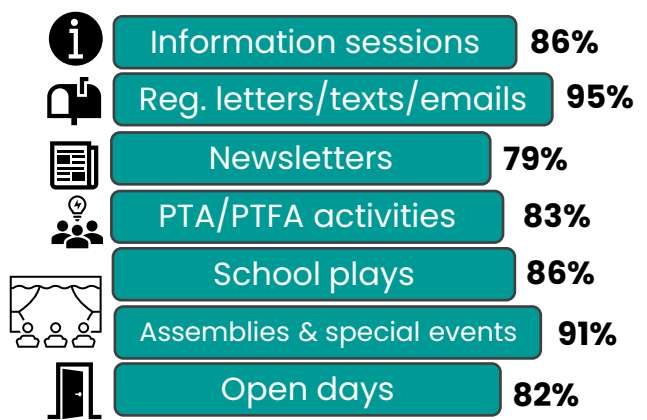 Information sessions 86%
Reg. letters/texts/emails 95%
Newsletters 79%
PTA/PTFA activities 83%
School plays 86%
Assemblies & special events 91%
Open days 82%